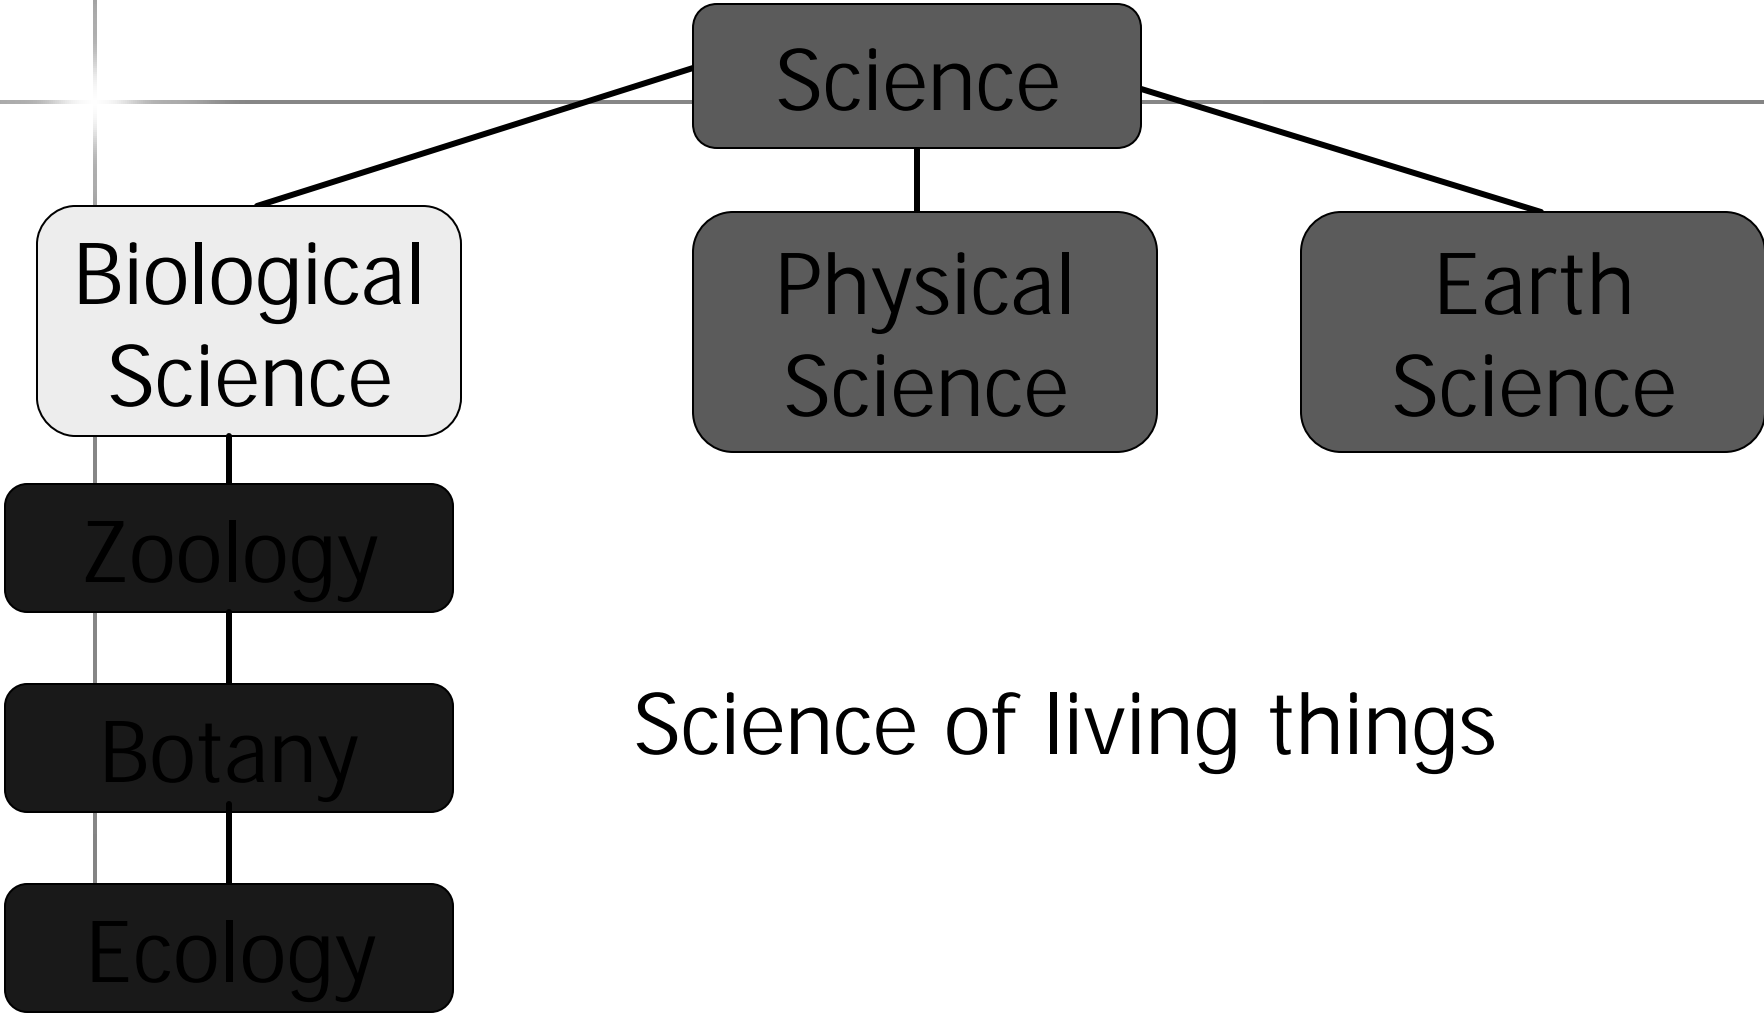 Science
Biological
Science
Physical
Science
Earth
Science
Zoology
Botany
Science of living things
Ecology